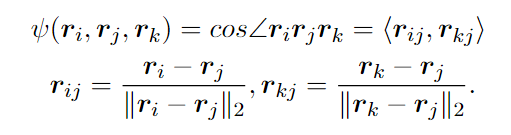 ψ(r_i, r_j, r_k) = cos∠r_i r_j r_k = ⟨r_ij, r_kj⟩
r_ij = (r_i − r_j) / ‖r_i − r_j‖_2, r_kj = (r_k − r_j) / ‖r_k − r_j‖_2.